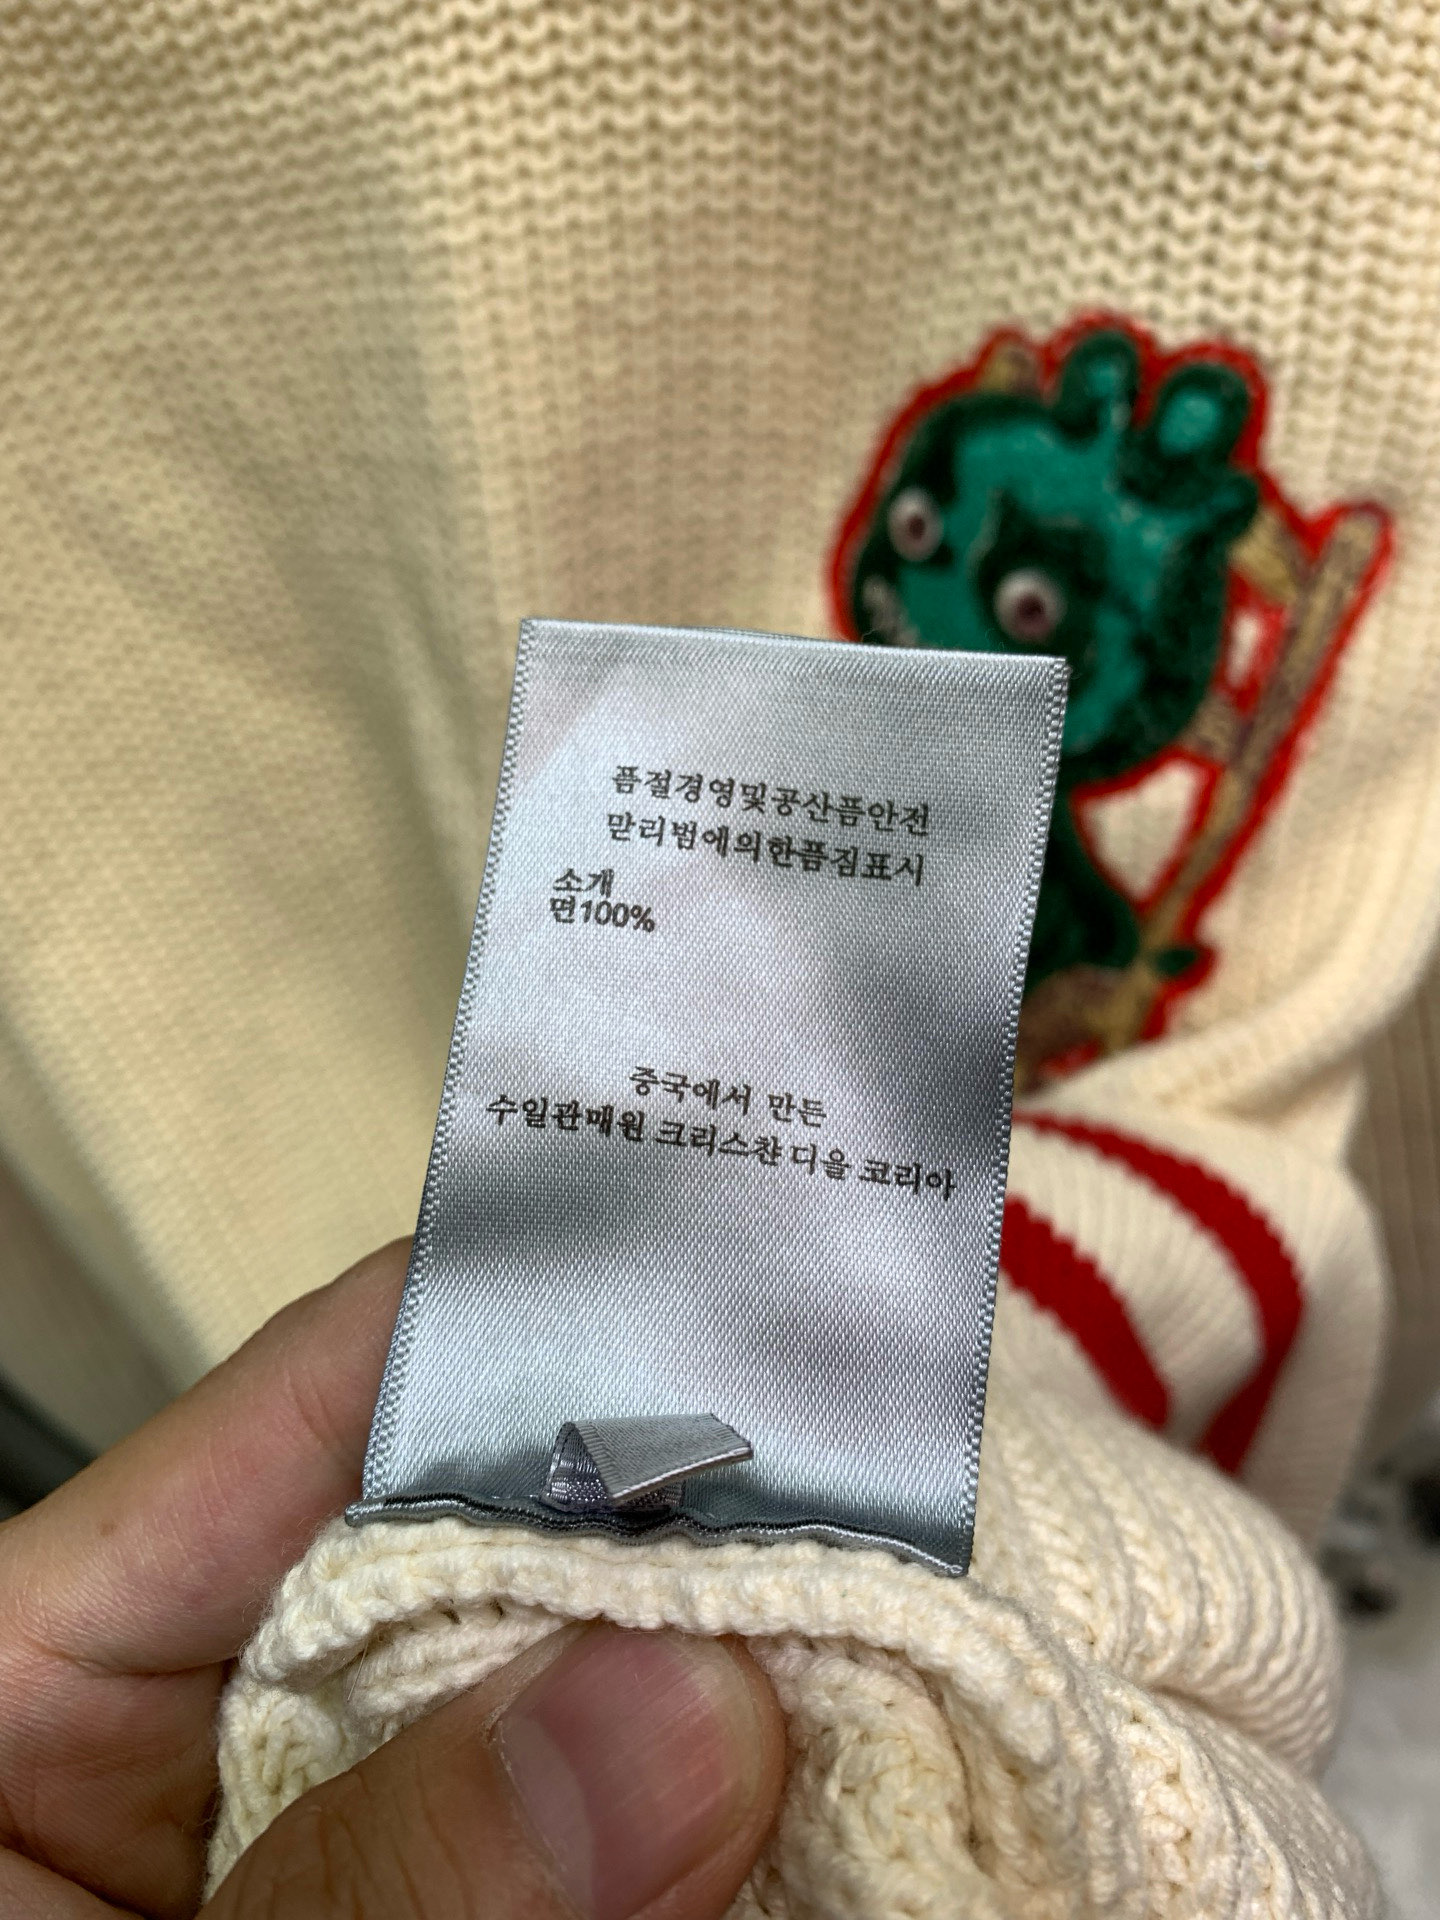 픔절경영및공산픔안전
맏리범에의한픔짐표시
소개
면100%
중국에서 만든
수일관매원 크리스챤 디올 코리아